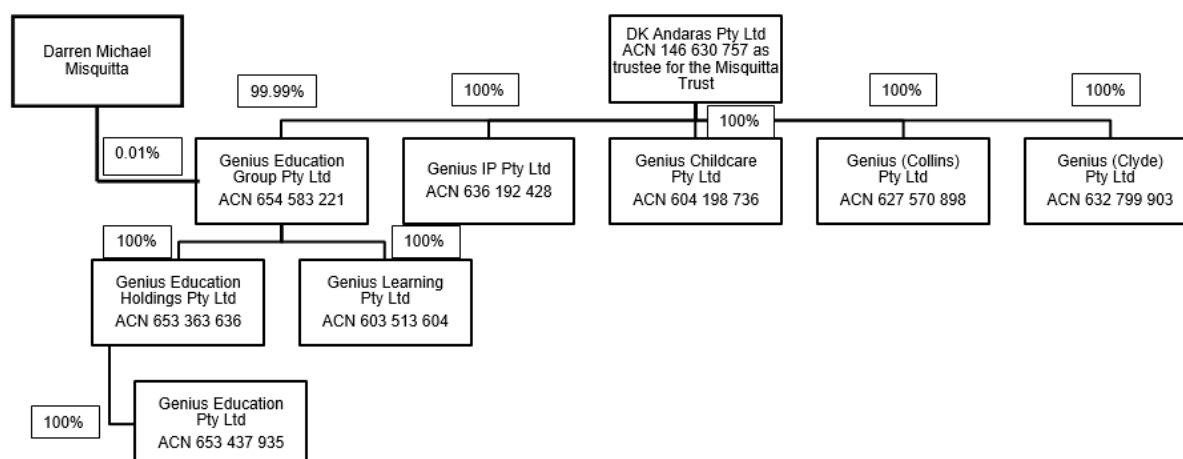 Darren Michael
Misquitta
DK Andaras Pty Ltd
ACN 146 630 757 as
trustee for the Misquitta
Trust
99.99%
100%
100%
100%
100%
0.01%
Genius Education
Group Pty Ltd
ACN 654 583 221
Genius IP Pty Ltd
ACN 636 192 428
Genius Childcare
Pty Ltd
ACN 604 198 736
Genius (Collins)
Pty Ltd
ACN 627 570 898
Genius (Clyde)
Pty Ltd
ACN 632 799 903
100%
100%
Genius Education
Holdings Pty Ltd
ACN 653 363 636
Genius Learning
Pty Ltd
ACN 603 513 604
100%
Genius Education
Pty Ltd
ACN 653 437 935